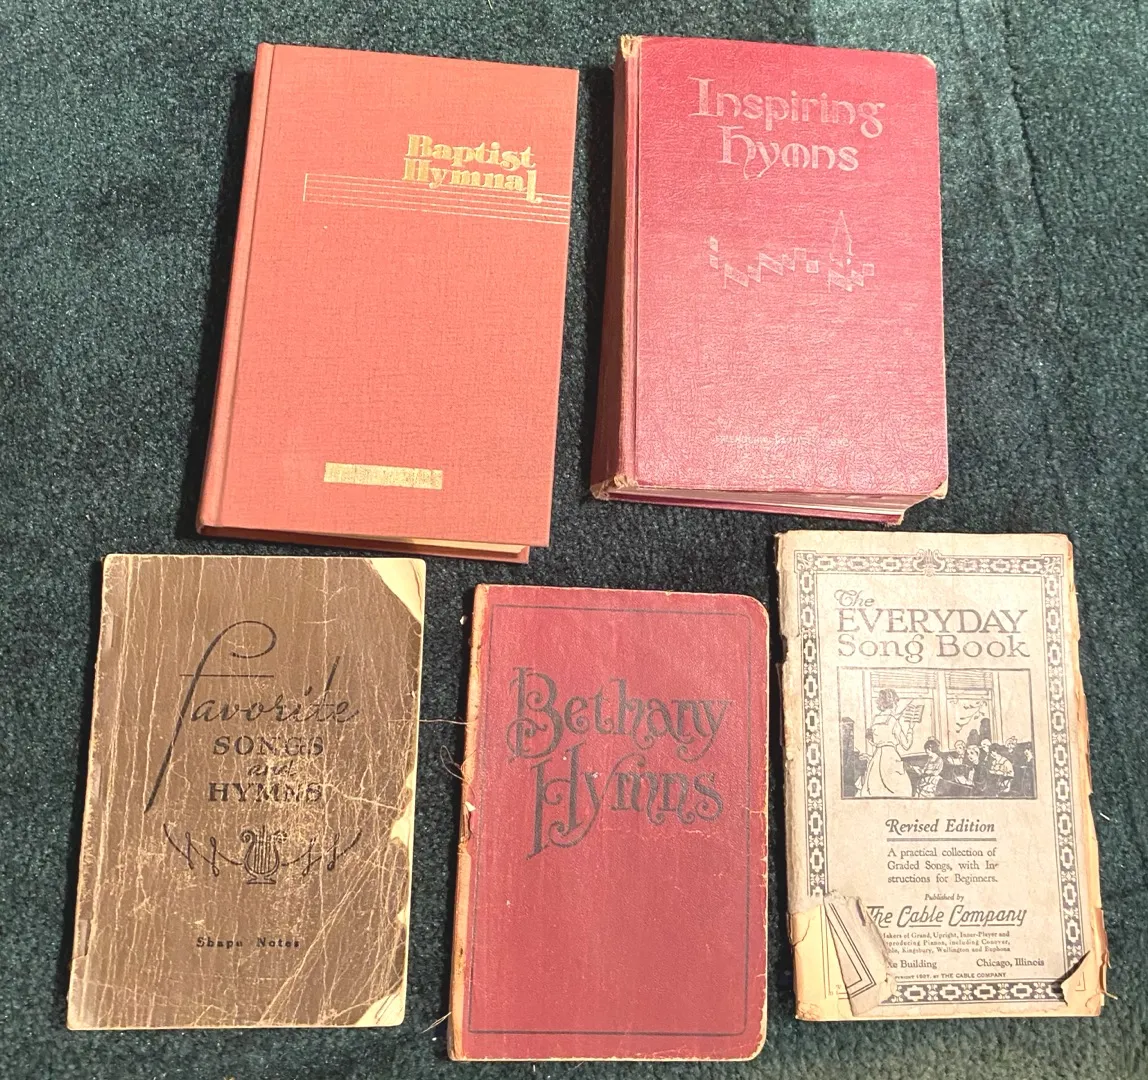 Baptist
Hymnal
Inspiring
Hymns
Favorite
SONGS
and
HYMNS
Shape Notes
Bethany
Hymns
The
EVERYDAY
Song Book
Revised Edition
A practical collection of
Graded Songs, with In-
structions for Beginners.
Published by
The Cable Company
Makers of Grand, Upright, Inner-Player and
producing Pianos, including Conover,
Kingsbury, Wellington and Euphona
Building Chicago, Illinois
BY THE CABLE COMPANY